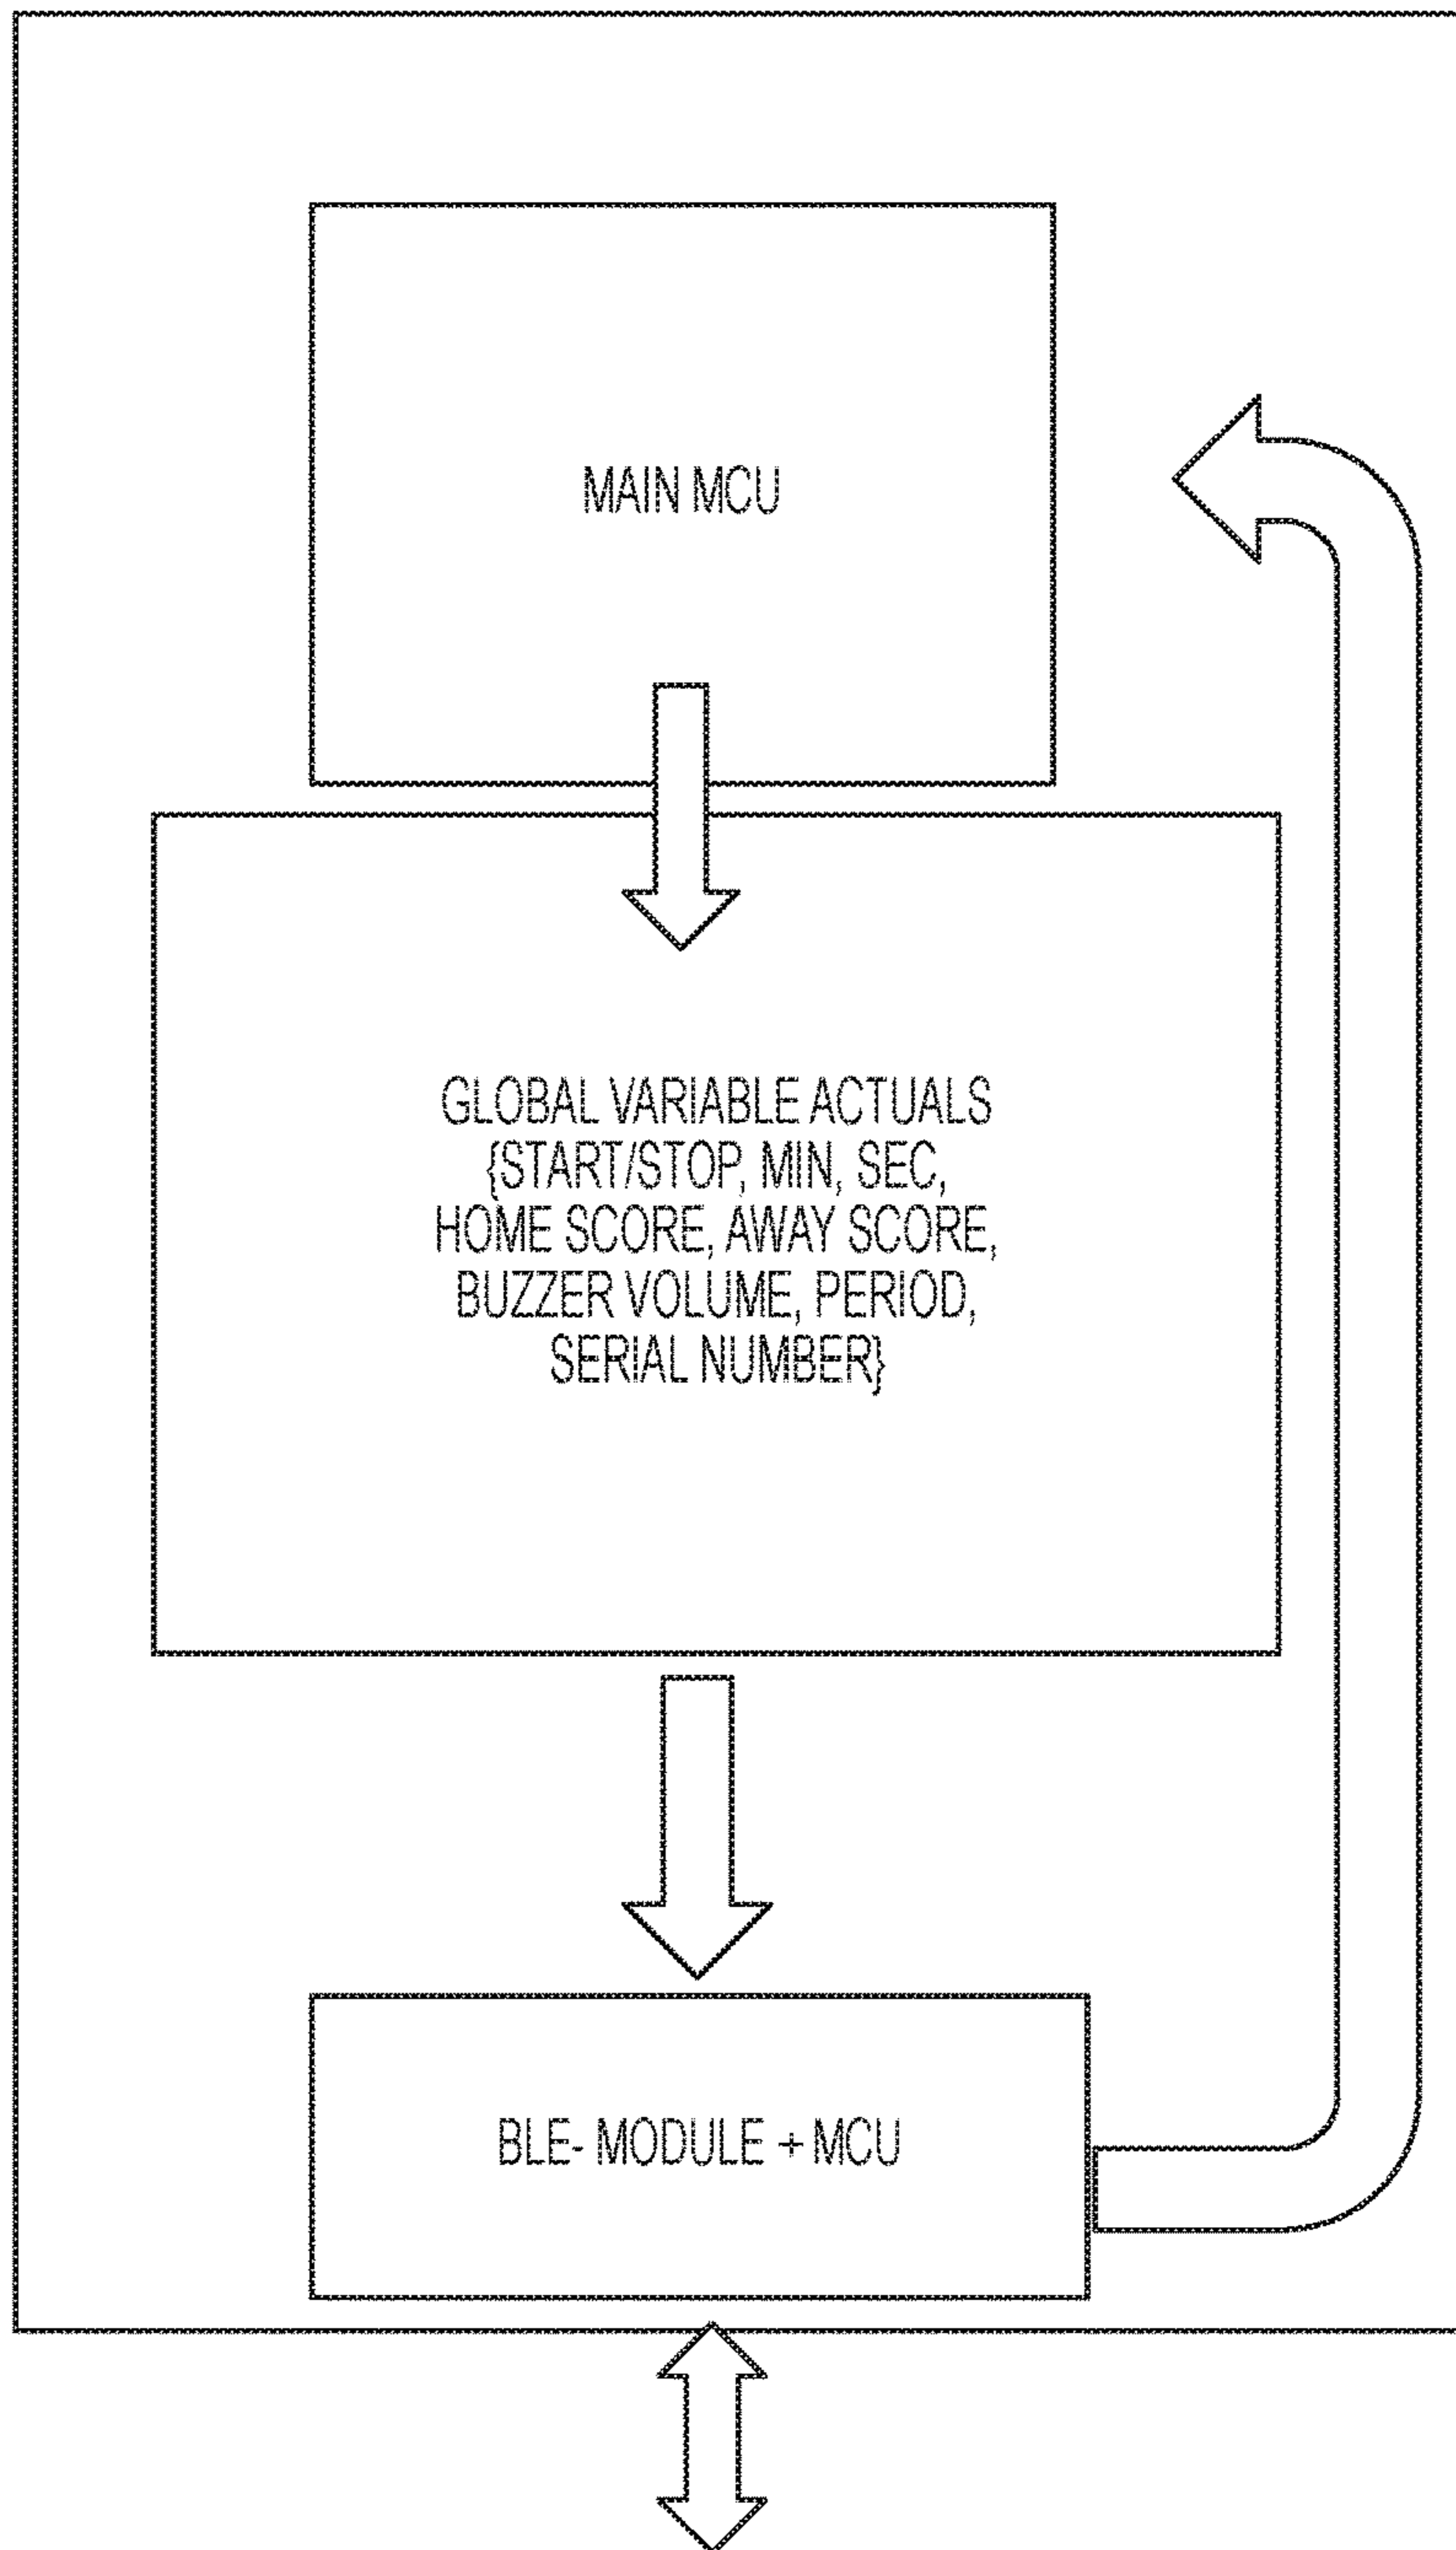 MAIN MCU
GLOBAL VARIABLE ACTUALS
{START/STOP, MIN, SEC,
HOME SCORE, AWAY SCORE,
BUZZER VOLUME, PERIOD,
SERIAL NUMBER}
BLE- MODULE + MCU